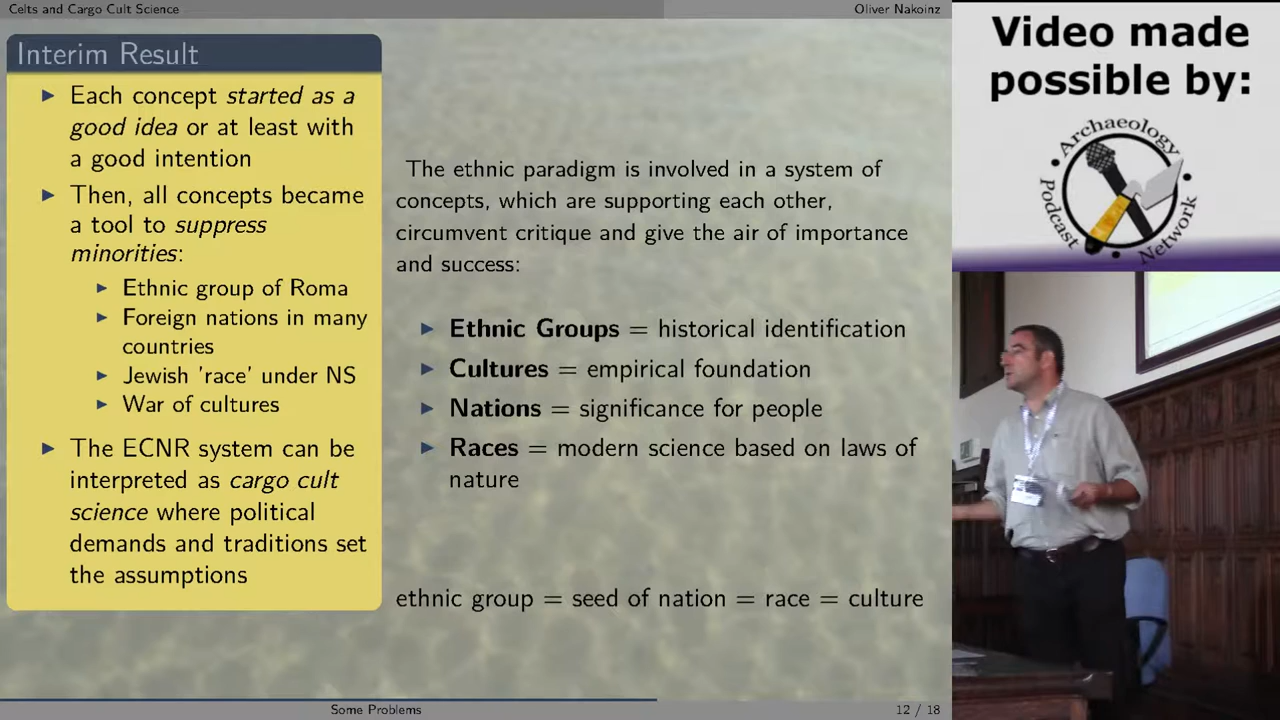 Celts and Cargo Cult Science
Oliver Nakoinz
Interim Result
Each concept started as a
good idea or at least with
a good intention
Then, all concepts became
a tool to suppress
minorities:
Ethnic group of Roma
Foreign nations in many
countries
Jewish 'race' under NS
War of cultures
The ECNR system can be
interpreted as cargo cult
science where political
demands and traditions set
the assumptions
The ethnic paradigm is involved in a system of
concepts, which are supporting each other,
circumvent critique and give the air of importance
and success:
Ethnic Groups = historical identification
Cultures = empirical foundation
Nations = significance for people
Races = modern science based on laws of
nature
ethnic group = seed of nation = race = culture
Some Problems
12 / 18
Video made
possible by:
Archaeology
Podcast
Network